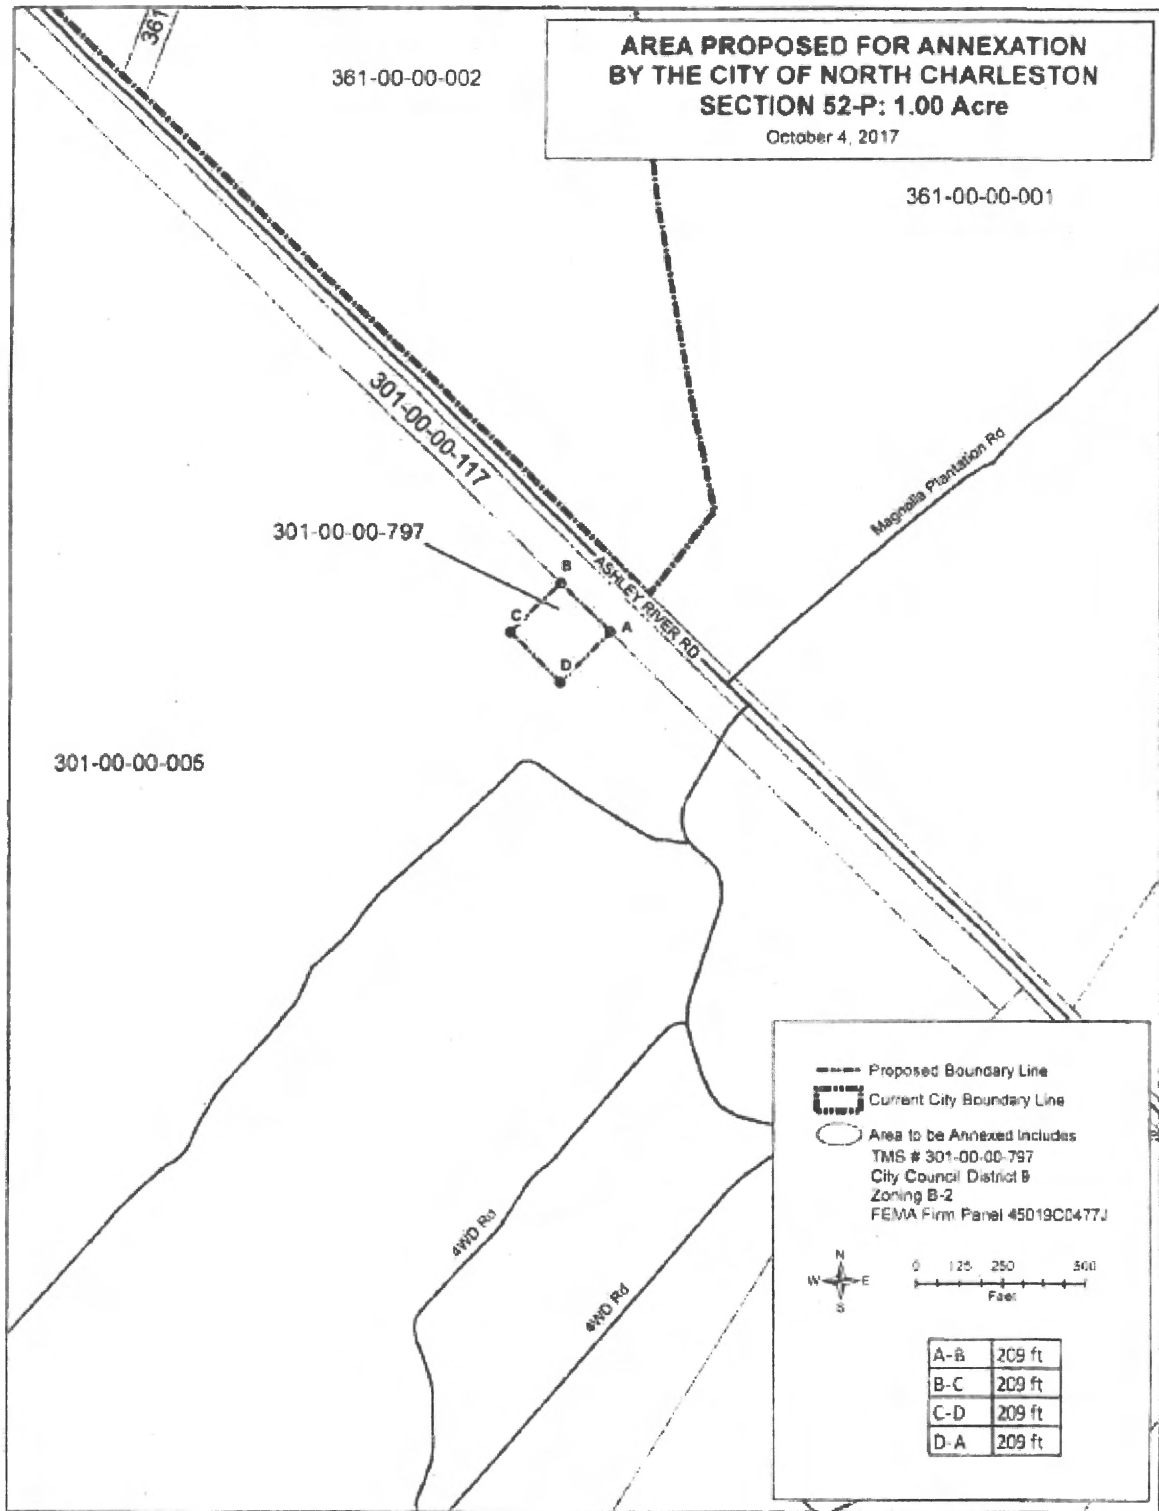 AREA PROPOSED FOR ANNEXATION
BY THE CITY OF NORTH CHARLESTON
SECTION 52-P: 1.00 Acre
October 4, 2017
361
361-00-00-002
361-00-00-001
301-00-00-117
Magnolia Plantation Rd
301-00-00-797
B
ASHLEY RIVER RD
C
A
D
301-00-00-005
4WD Rd
4WD Rd
Proposed Boundary Line
Current City Boundary Line
Area to be Annexed Includes
TMS # 301-00-00-797
City Council District
Zoning B-2
FEMA Firm Panel 45019C0477J
N
W E
S
0 125 250 500
Feet
A-B 209 ft
B-C 209 ft
C-D 209 ft
D-A 209 ft